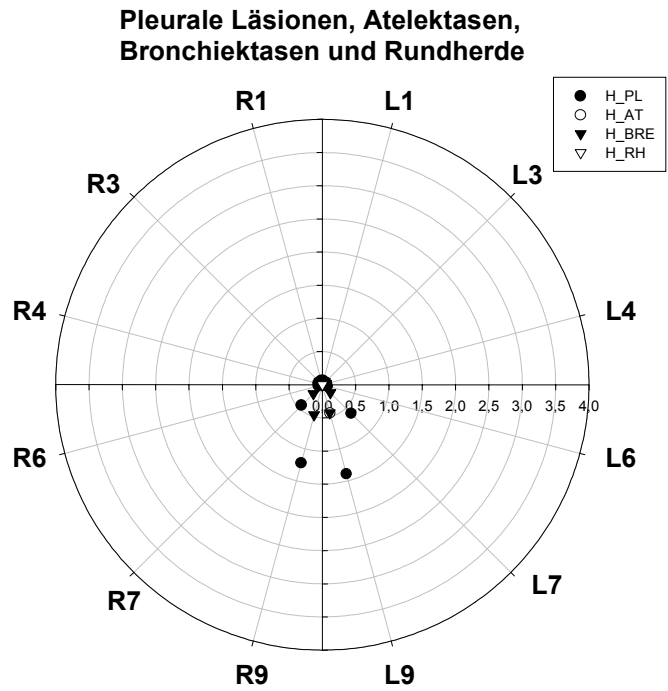 Pleurale Läsionen, Atelektasen,
Bronchiektasen und Rundherde
H_PL
H_AT
H_BRE
H_RH
R1
L1
R3
L3
R4
L4
0,0 0,5 1,0 1,5 2,0 2,5 3,0 3,5 4,0
R6
L6
R7
L7
R9
L9